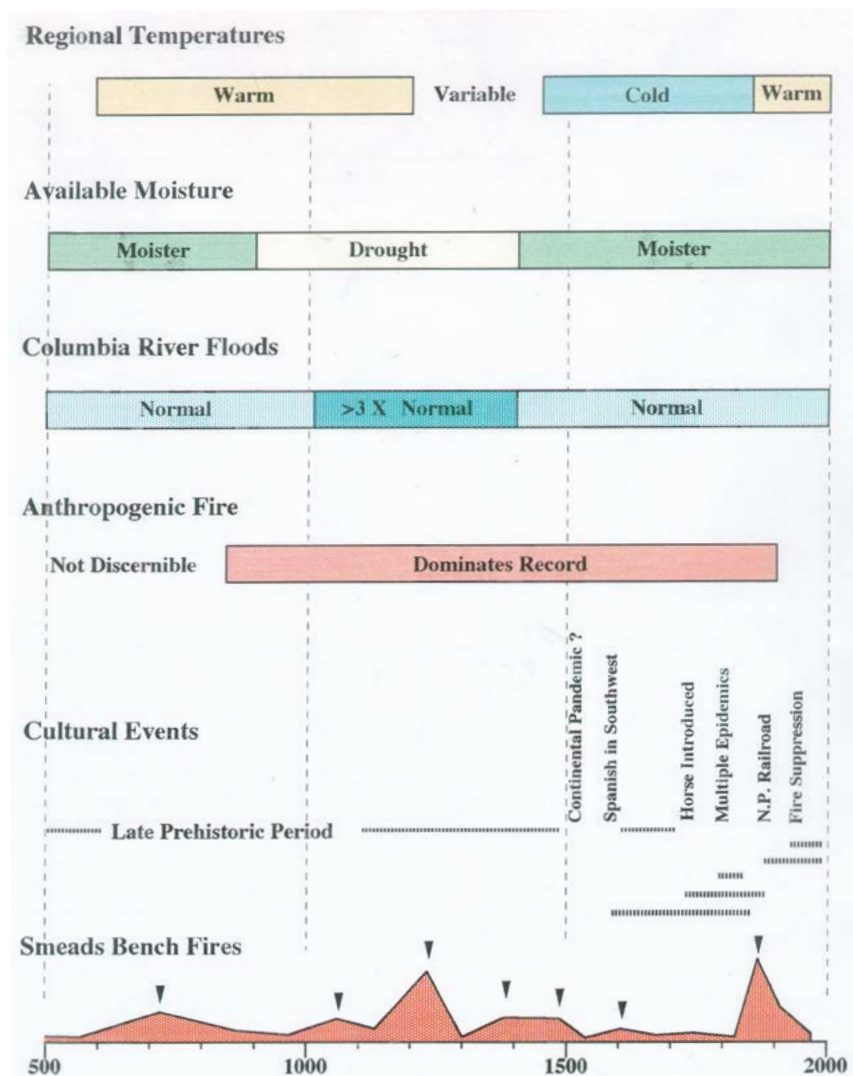 Regional Temperatures
Warm
Variable
Cold
Warm
Available Moisture
Moister
Drought
Moister
Columbia River Floods
Normal
>3 X Normal
Normal
Anthropogenic Fire
Not Discernible
Dominates Record
Cultural Events
Continental Pandemic ?
Spanish in Southwest
Horse Introduced
Multiple Epidemics
N.P. Railroad
Fire Suppression
Late Prehistoric Period
Smeads Bench Fires
500
1000
1500
2000